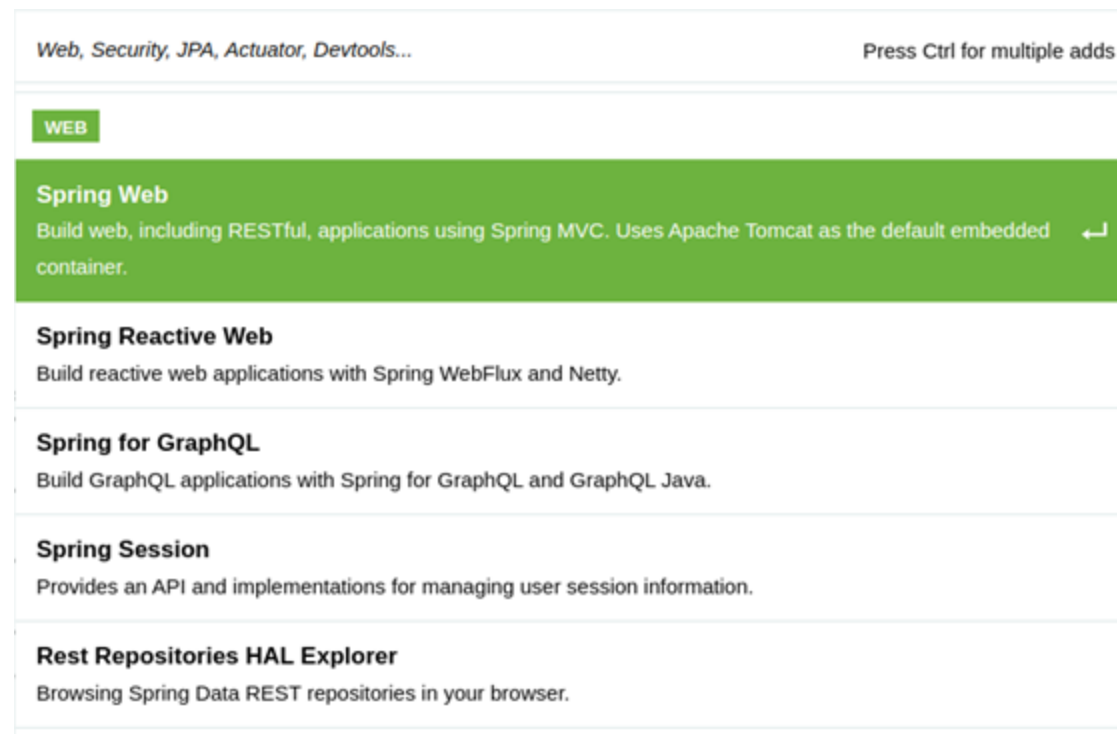 Web, Security, JPA, Actuator, Devtools...
Press Ctrl for multiple adds
WEB
Spring Web
Build web, including RESTful, applications using Spring MVC. Uses Apache Tomcat as the default embedded
container.
Spring Reactive Web
Build reactive web applications with Spring WebFlux and Netty.
Spring for GraphQL
Build GraphQL applications with Spring for GraphQL and GraphQL Java.
Spring Session
Provides an API and implementations for managing user session information.
Rest Repositories HAL Explorer
Browsing Spring Data REST repositories in your browser.